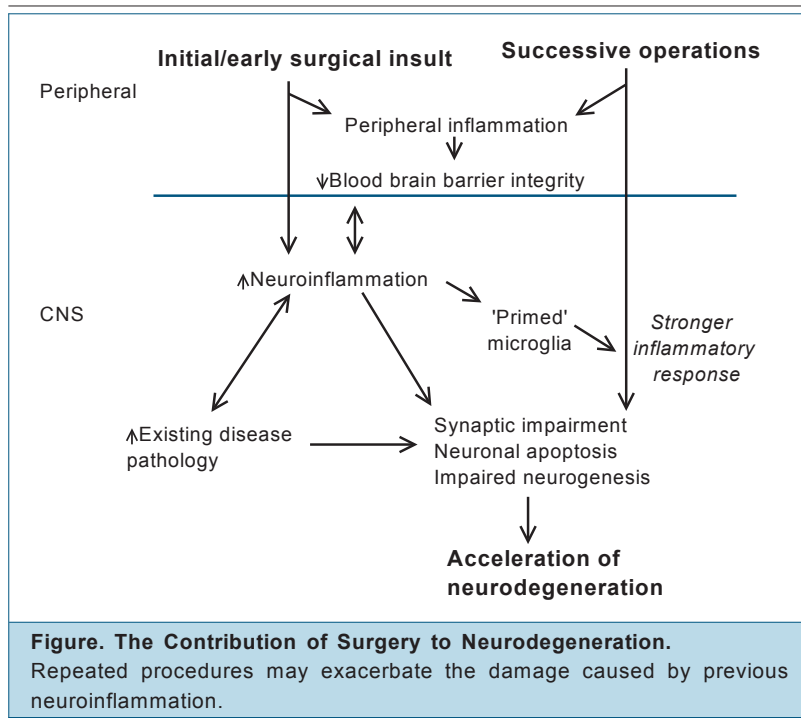 Initial/early surgical insult
Successive operations
Peripheral
Peripheral inflammation
↓Blood brain barrier integrity
↑Neuroinflammation
CNS
'Primed'
microglia
Stronger
inflammatory
response
↑Existing disease
pathology
Synaptic impairment
Neuronal apoptosis
Impaired neurogenesis
Acceleration of
neurodegeneration
Figure. The Contribution of Surgery to Neurodegeneration.
Repeated procedures may exacerbate the damage caused by previous
neuroinflammation.